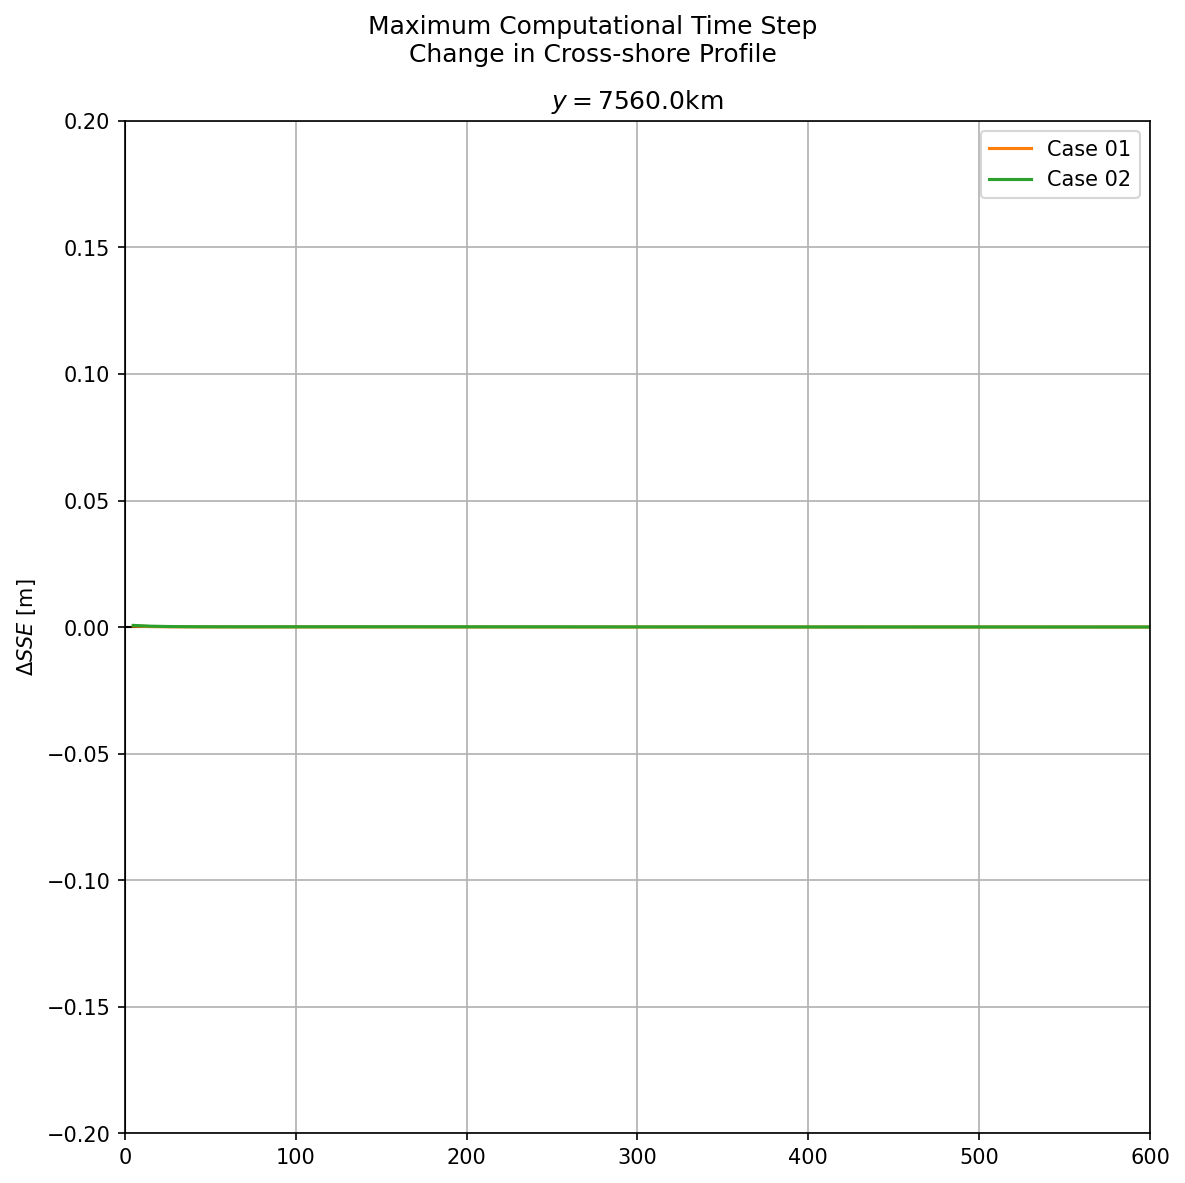 Maximum Computational Time Step
Change in Cross-shore Profile
y = 7560.0km
0.20
0.15
0.10
0.05
0.00
−0.05
−0.10
−0.15
−0.20
ΔSSE [m]
Case 01
Case 02
0 100 200 300 400 500 600